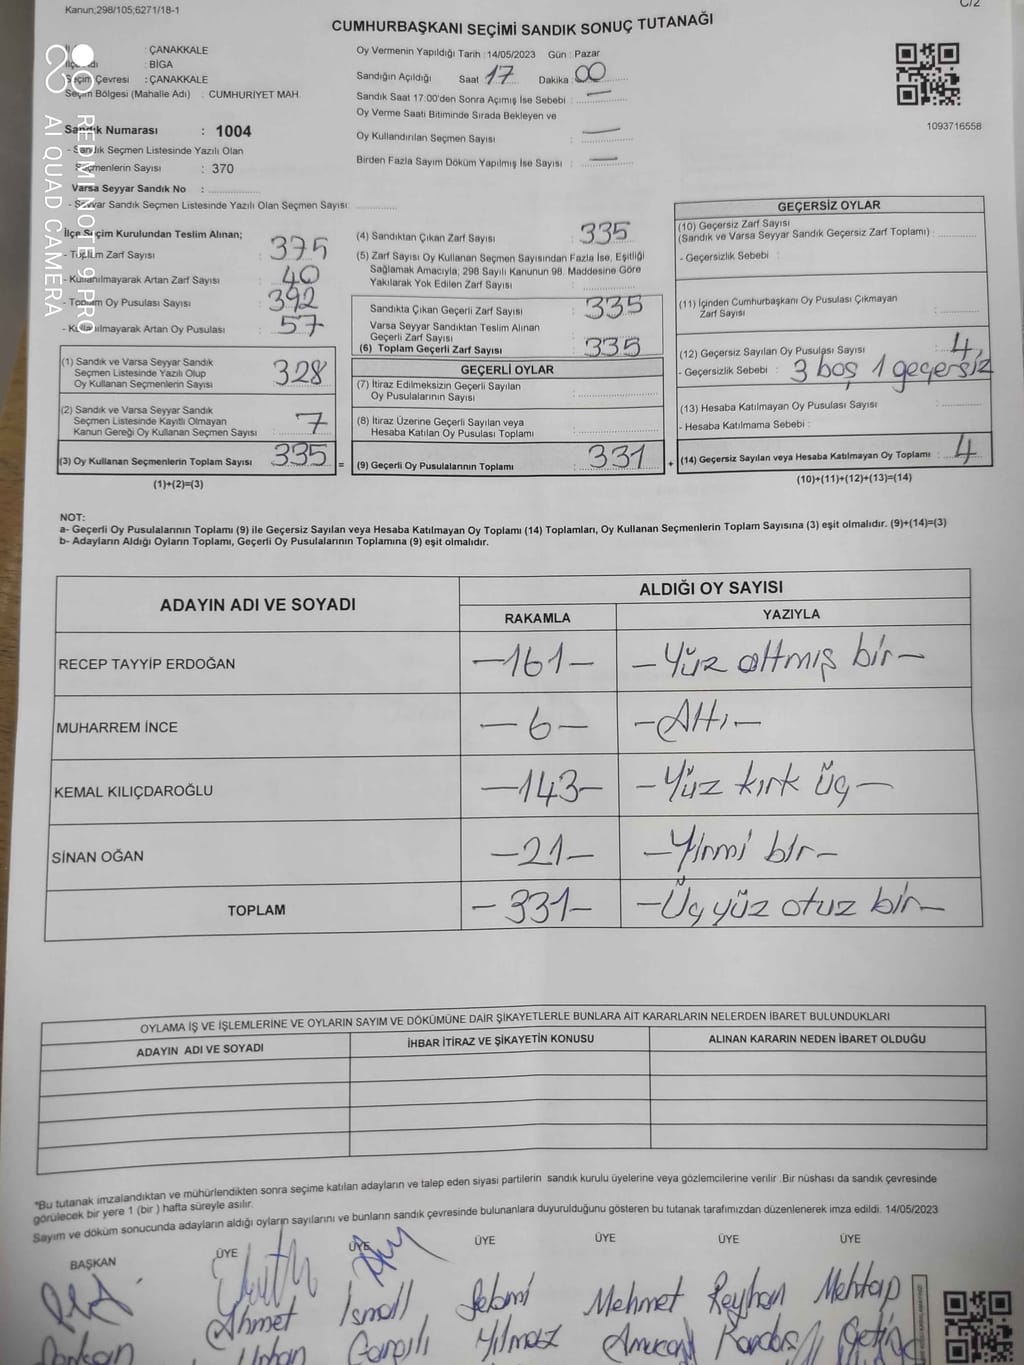 Kanun;298/105;6271/18-1
C/2
CUMHURBAŞKANI SEÇİMİ SANDIK SONUÇ TUTANAĞI
: ÇANAKKALE
: BİGA
Seçim Çevresi : ÇANAKKALE
Seçim Bölgesi (Mahalle Adı) : CUMHURİYET MAH.
Sandık Numarası : 1004
- Sandık Seçmen Listesinde Yazılı Olan
Seçmenlerin Sayısı : 370
Varsa Seyyar Sandık No :
- Seyyar Sandık Seçmen Listesinde Yazılı Olan Seçmen Sayısı:
Oy Vermenin Yapıldığı Tarih : 14/05/2023 Gün : Pazar
Sandığın Açıldığı Saat 17 Dakika : 00
Sandık Saat 17:00'den Sonra Açımış İse Sebebi : —
Oy Verme Saati Bitiminde Sırada Bekleyen ve
Oy Kullandırılan Seçmen Sayısı : —
Birden Fazla Sayım Döküm Yapılmış İse Sayısı : —
1093716558
REDMI NOTE 9 PRO
AI QUAD CAMERA
İlçe Seçim Kurulundan Teslim Alınan;
- Toplam Zarf Sayısı : 375
- Kullanılmayarak Artan Zarf Sayısı : 40
- Toplam Oy Pusulası Sayısı : 392
- Kullanılmayarak Artan Oy Pusulası : 57
(1) Sandık ve Varsa Seyyar Sandık
Seçmen Listesinde Yazılı Olup
Oy Kullanan Seçmenlerin Sayısı : 328
(2) Sandık ve Varsa Seyyar Sandık
Seçmen Listesinde Kayıtlı Olmayan
Kanun Gereği Oy Kullanan Seçmen Sayısı : 7
(3) Oy Kullanan Seçmenlerin Toplam Sayısı : 335 =
(1)+(2)=(3)
(4) Sandıktan Çıkan Zarf Sayısı : 335
(5) Zarf Sayısı Oy Kullanan Seçmen Sayısından Fazla İse, Eşitliği
Sağlamak Amacıyla; 298 Sayılı Kanunun 98. Maddesine Göre
Yakılarak Yok Edilen Zarf Sayısı :
Sandıkta Çıkan Geçerli Zarf Sayısı : 335
Varsa Seyyar Sandıktan Teslim Alınan
Geçerli Zarf Sayısı :
(6) Toplam Geçerli Zarf Sayısı : 335
GEÇERLİ OYLAR
(7) İtiraz Edilmeksizin Geçerli Sayılan
Oy Pusulalarının Sayısı :
(8) İtiraz Üzerine Geçerli Sayılan veya
Hesaba Katılan Oy Pusulası Toplamı :
(9) Geçerli Oy Pusulalarının Toplamı : 331 +
GEÇERSİZ OYLAR
(10) Geçersiz Zarf Sayısı
(Sandık ve Varsa Seyyar Sandık Geçersiz Zarf Toplamı) :
- Geçersizlik Sebebi :
(11) İçinden Cumhurbaşkanı Oy Pusulası Çıkmayan
Zarf Sayısı :
(12) Geçersiz Sayılan Oy Pusulası Sayısı : 4,
- Geçersizlik Sebebi : 3 boş 1 geçersiz
(13) Hesaba Katılmayan Oy Pusulası Sayısı :
- Hesaba Katılmama Sebebi :
(14) Geçersiz Sayılan veya Hesaba Katılmayan Oy Toplamı : 4
(10)+(11)+(12)+(13)=(14)
NOT:
a- Geçerli Oy Pusulalarının Toplamı (9) ile Geçersiz Sayılan veya Hesaba Katılmayan Oy Toplamı (14) Toplamları, Oy Kullanan Seçmenlerin Toplam Sayısına (3) eşit olmalıdır. (9)+(14)=(3)
b- Adayların Aldığı Oyların Toplamı, Geçerli Oy Pusulalarının Toplamına (9) eşit olmalıdır.
ADAYIN ADI VE SOYADI
ALDIĞI OY SAYISI
RAKAMLA YAZIYLA
RECEP TAYYİP ERDOĞAN —161— —Yüz altmış bir—
MUHARREM İNCE —6— —Altı—
KEMAL KILIÇDAROĞLU —143— —Yüz kırk üç—
SİNAN OĞAN —21— —Yirmi bir—
TOPLAM —331— —Üç yüz otuz bir—
OYLAMA İŞ VE İŞLEMLERİNE VE OYLARIN SAYIM VE DÖKÜMÜNE DAİR ŞİKAYETLERLE BUNLARA AİT KARARLARIN NELERDEN İBARET BULUNDUKLARI
ADAYIN ADI VE SOYADI İHBAR İTİRAZ VE ŞİKAYETİN KONUSU ALINAN KARARIN NEDEN İBARET OLDUĞU
*Bu tutanak imzalandıktan ve mühürlendikten sonra seçime katılan adayların ve talep eden siyasi partilerin sandık kurulu üyelerine veya gözlemcilerine verilir .Bir nüshası da sandık çevresinde
görülecek bir yere 1 (bir ) hafta süreyle asılır.
Sayım ve döküm sonucunda adayların aldığı oyların sayılarını ve bunların sandık çevresinde bulunanlara duyurulduğunu gösteren bu tutanak tarafımızdan düzenlenerek imza edildi. 14/05/2023
BAŞKAN ÜYE ÜYE ÜYE ÜYE ÜYE ÜYE
Ahmet İsmail Mehmet Reyhan Mehtap
Yılmaz